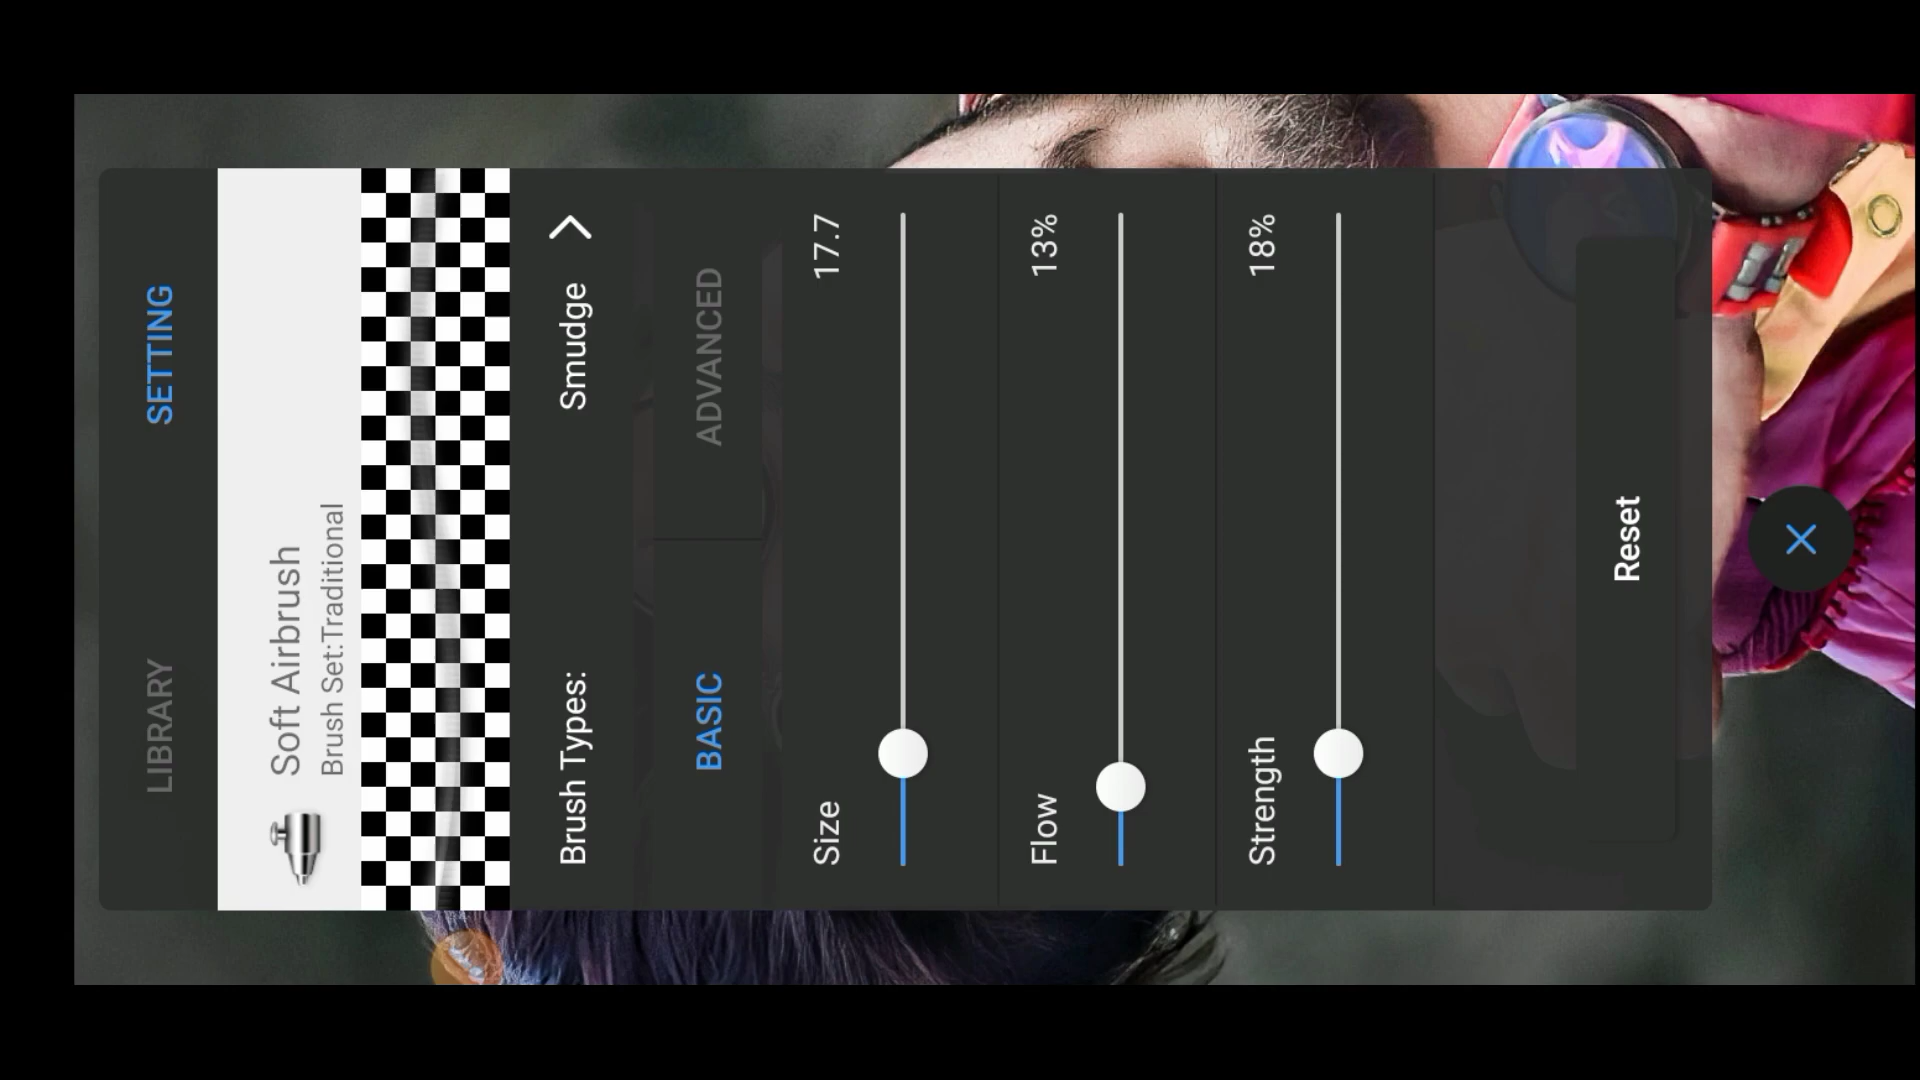 LIBRARY
SETTING
Soft Airbrush
Brush Set:Traditional
Brush Types:
Smudge
BASIC
ADVANCED
Size
17.7
Flow
13%
Strength
18%
Reset